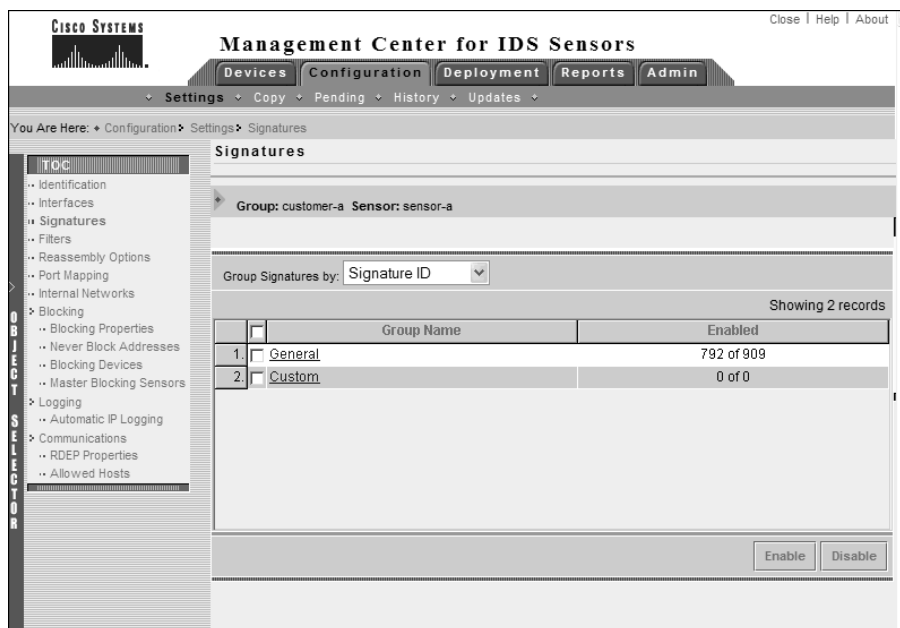 Close | Help | About
CISCO SYSTEMS
Management Center for IDS Sensors
Devices Configuration Deployment Reports Admin
Settings Copy Pending History Updates
You Are Here: Configuration Settings Signatures
TOC
Identification
Interfaces
Signatures
Filters
Reassembly Options
Port Mapping
Internal Networks
Blocking
Blocking Properties
Never Block Addresses
Blocking Devices
Master Blocking Sensors
Logging
Automatic IP Logging
Communications
RDEP Properties
Allowed Hosts
OBJECT SELECTOR
Signatures
Group: customer-a Sensor: sensor-a
Group Signatures by: Signature ID
Showing 2 records
Group Name Enabled
1. General 792 of 909
2. Custom 0 of 0
Enable Disable